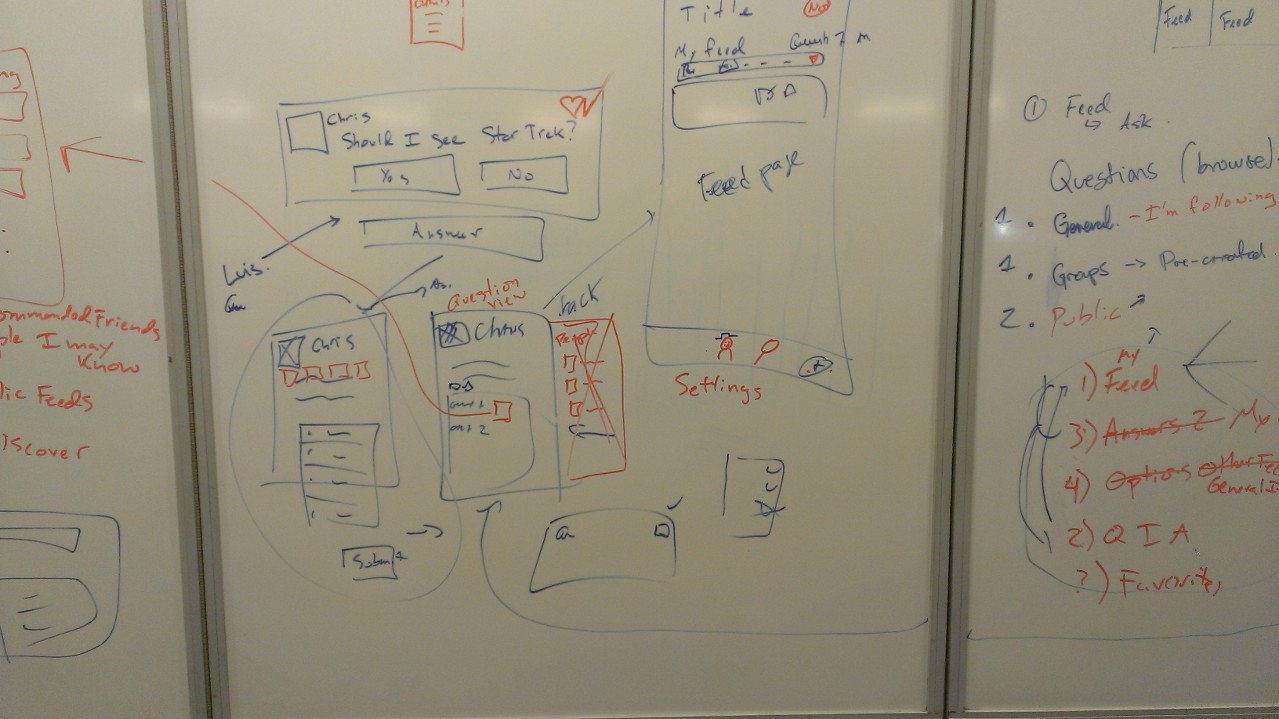 Title
No
My feed
Feed page
Settings
Chris
Should I see Star Trek?
Yes
No
Answer
Luis.
Question
view
back
Chris
Chris
ans 1
ans 2
Submit
ommended Friends
ple I may
Know
lic Feeds
iscover
Feed
Feed
① Feed
↳ Ask
Questions (browse)
1. General - I'm following
1. Groups → Pre-created
2. Public
My
1) Feed
3) Answers 2 My
4) Options Other
General
2) Q I A
?) Favorites